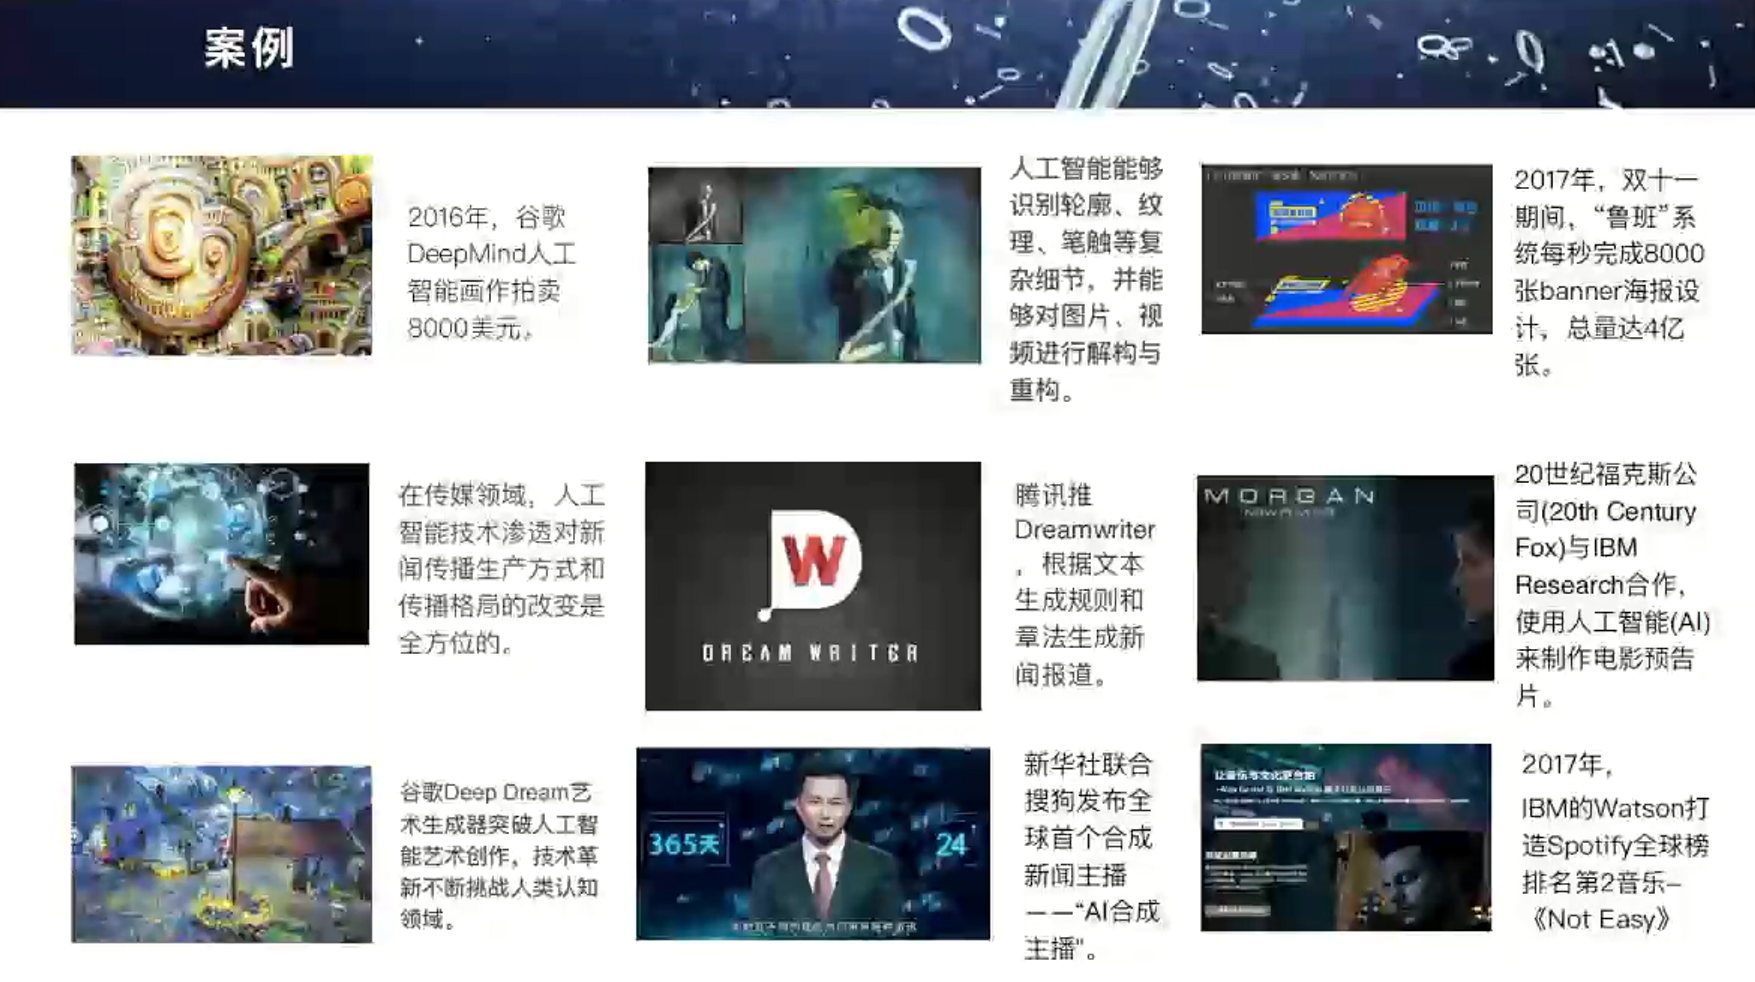 案例
2016年，谷歌
DeepMind人工
智能画作拍卖
8000美元。
人工智能能够
识别轮廓、纹
理、笔触等复
杂细节，并能
够对图片、视
频进行解构与
重构。
2017年，双十一
期间，“鲁班”系
统每秒完成8000
张banner海报设
计，总量达4亿
张。
在传媒领域，人工
智能技术渗透对新
闻传播生产方式和
传播格局的改变是
全方位的。
W
DREAM WRITER
腾讯推
Dreamwriter
，根据文本
生成规则和
章法生成新
闻报道。
MORGAN
20世纪福克斯公
司(20th Century
Fox)与IBM
Research合作，
使用人工智能(AI)
来制作电影预告
片。
谷歌Deep Dream艺
术生成器突破人工智
能艺术创作，技术革
新不断挑战人类认知
领域。
365天
24
新华社联合
搜狗发布全
球首个合成
新闻主播
——“AI合成
主播”。
2017年，
IBM的Watson打
造Spotify全球榜
排名第2音乐–
《Not Easy》